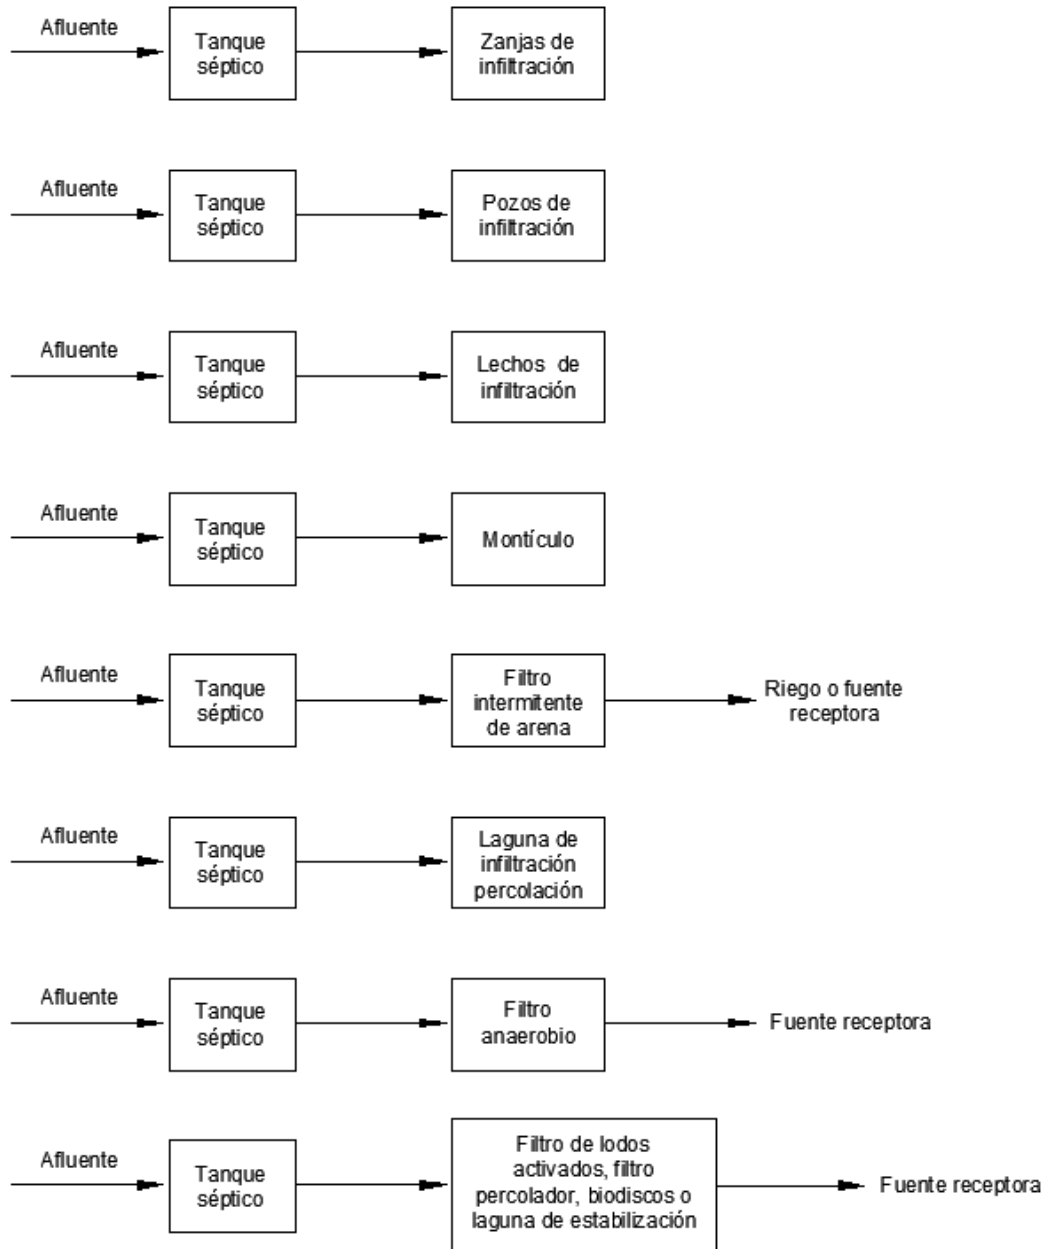 Afluente
Tanque
séptico
Zanjas de
infiltración
Afluente
Tanque
séptico
Pozos de
infiltración
Afluente
Tanque
séptico
Lechos de
infiltración
Afluente
Tanque
séptico
Montículo
Afluente
Tanque
séptico
Filtro
intermitente
de arena
Riego o fuente
receptora
Afluente
Tanque
séptico
Laguna de
infiltración
percolación
Afluente
Tanque
séptico
Filtro
anaerobio
Fuente receptora
Afluente
Tanque
séptico
Filtro de lodos
activados, filtro
percolador, biodiscos o
laguna de estabilización
Fuente receptora